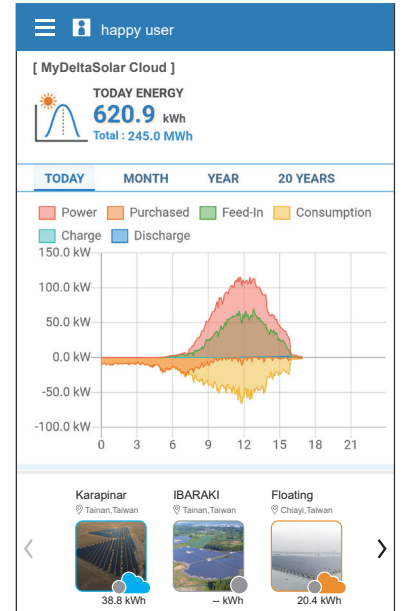 happy user
[ MyDeltaSolar Cloud ]
TODAY ENERGY
620.9 kWh
Total : 245.0 MWh
TODAY MONTH YEAR 20 YEARS
Power Purchased Feed-In Consumption
Charge Discharge
150.0 kW
100.0 kW
50.0 kW
0.0 kW
-50.0 kW
-100.0 kW
0 3 6 9 12 15 18 21
Karapinar IBARAKI Floating
Tainan,Taiwan Tainan,Taiwan Chiayi,Taiwan
38.8 kWh -- kWh 20.4 kWh